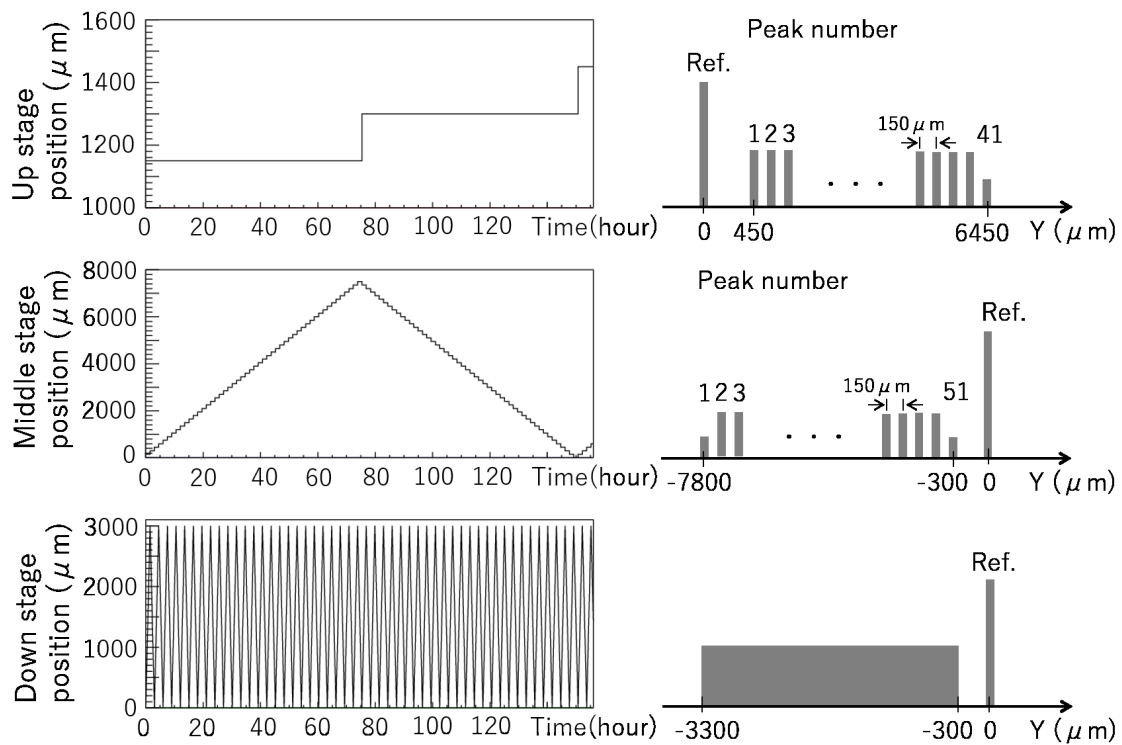 Up stage
position (μm)
1600
1400
1200
1000
0 20 40 60 80 100 120 Time(hour)
Peak number
Ref.
1 2 3
150μm
41
. . .
0 450 6450 Y (μm)
Middle stage
position (μm)
8000
6000
4000
2000
0
0 20 40 60 80 100 120 Time(hour)
Peak number
Ref.
1 2 3
150μm
51
. . .
-7800 -300 0 Y (μm)
Down stage
position (μm)
3000
2000
1000
0
0 20 40 60 80 100 120 Time(hour)
Ref.
-3300 -300 0 Y (μm)